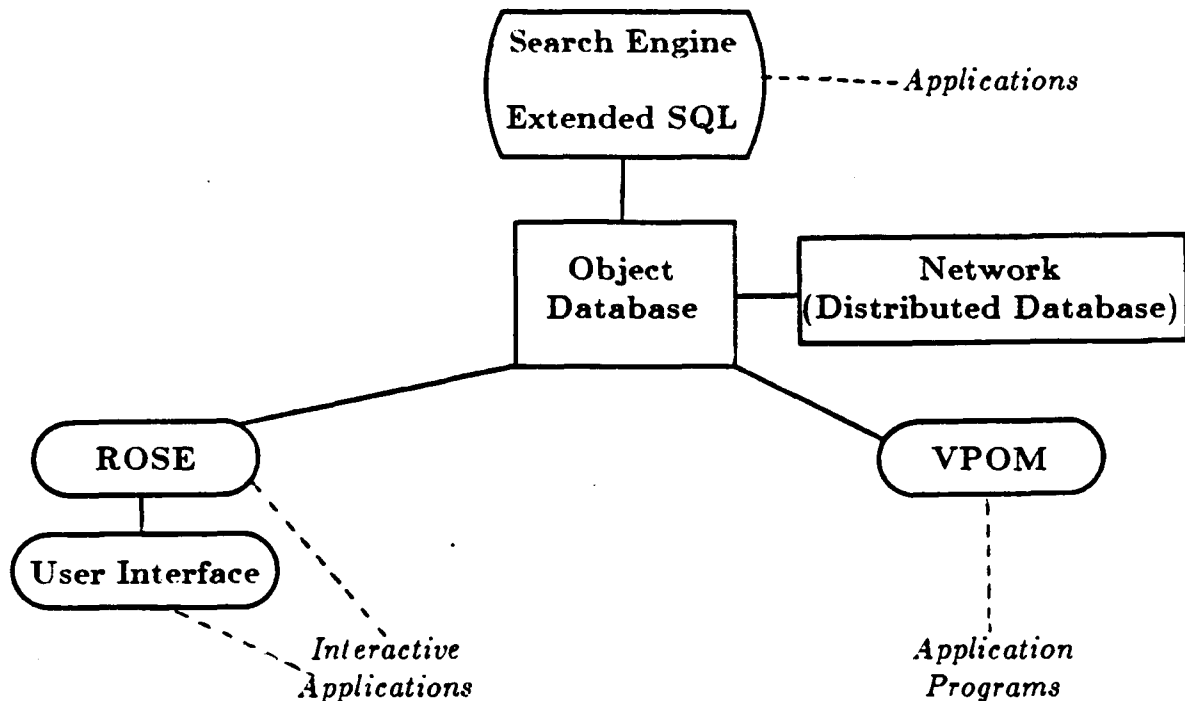 Search Engine
Extended SQL
Applications
Object
Database
Network
(Distributed Database)
ROSE
VPOM
User Interface
Interactive
Applications
Application
Programs